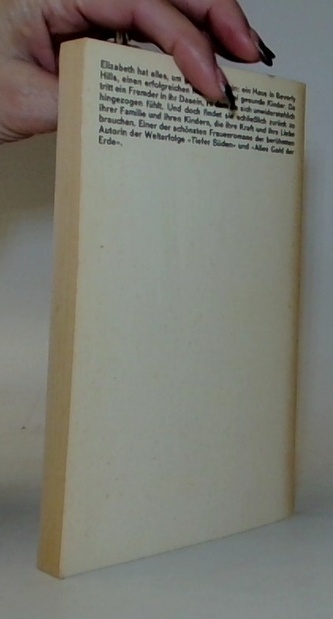 Elizabeth hat alles, um ein Haus in Beverly
Hills, einen erfolgreichen gesunde Kinder. Da
tritt ein Fremder in ihr Dasein, sich unwiderstehlich
hingezogen fühlt. Und doch findet sie schließlich zurück zu
ihrer Familie und ihren Kindern, die ihre Kraft und ihre Liebe
brauchen. Einer der schönsten Frauenromane der berühmten
Autorin der Welterfolge »Tiefer Süden« und »Alles Gold der
Erde«.